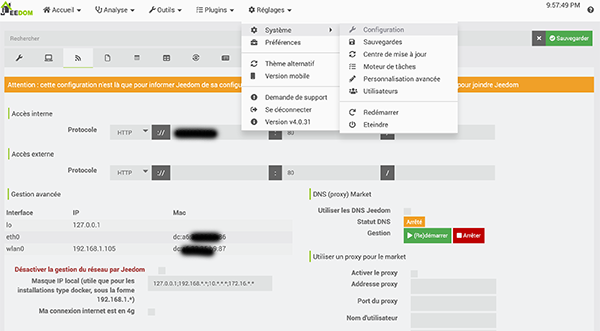 JEEDOM Accueil Analyse Outils Plugins Réglages 9.57.49 PM
Rechercher Sauvegarder
Système
Préférences
Thème alternatif
Version mobile
Demande de support
Se déconnecter
Version v4.0.31
Configuration
Sauvegardes
Centre de mise à jour
Moteur de tâches
Personnalisation avancée
Utilisateurs
Redémarrer
Eteindre
Attention : cette configuration n'est là que pour informer Jeedom de sa configu
pour joindre Jeedom
Accès interne
Protocole HTTP :// : 80 /
Accès externe
Protocole HTTP :// : 80 /
Gestion avancée
Interface IP Mac
lo 127.0.0.1
eth0 dc:a6 86
wlan0 192.168.1.105 dc: 9.87
Désactiver la gestion du réseau par Jeedom
Masque IP local (utile que pour les
installations type docker, sous la forme
192.168.1.*)
127.0.0.1;192.168.*.*;10.*.*.*;172.16.*.*
Ma connexion internet est en 4g
DNS (proxy) Market
Utiliser les DNS Jeedom
Statut DNS Arrêté
Gestion (Re)démarrer Arrêter
Utiliser un proxy pour le market
Activer le proxy
Addresse proxy
Port du proxy
Nom d'utilisateur